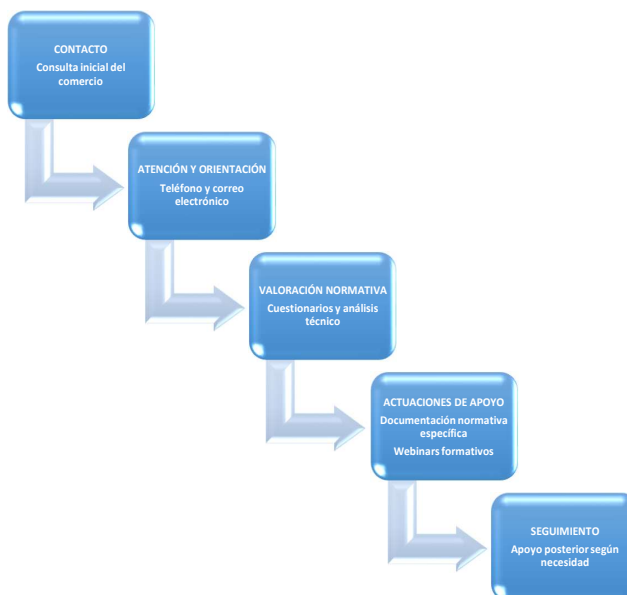 CONTACTO
Consulta inicial del
comercio
ATENCIÓN Y ORIENTACIÓN
Teléfono y correo
electrónico
VALORACIÓN NORMATIVA
Cuestionarios y análisis
técnico
ACTUACIONES DE APOYO
Documentación normativa
específica
Webinars formativos
SEGUIMIENTO
Apoyo posterior según
necesidad